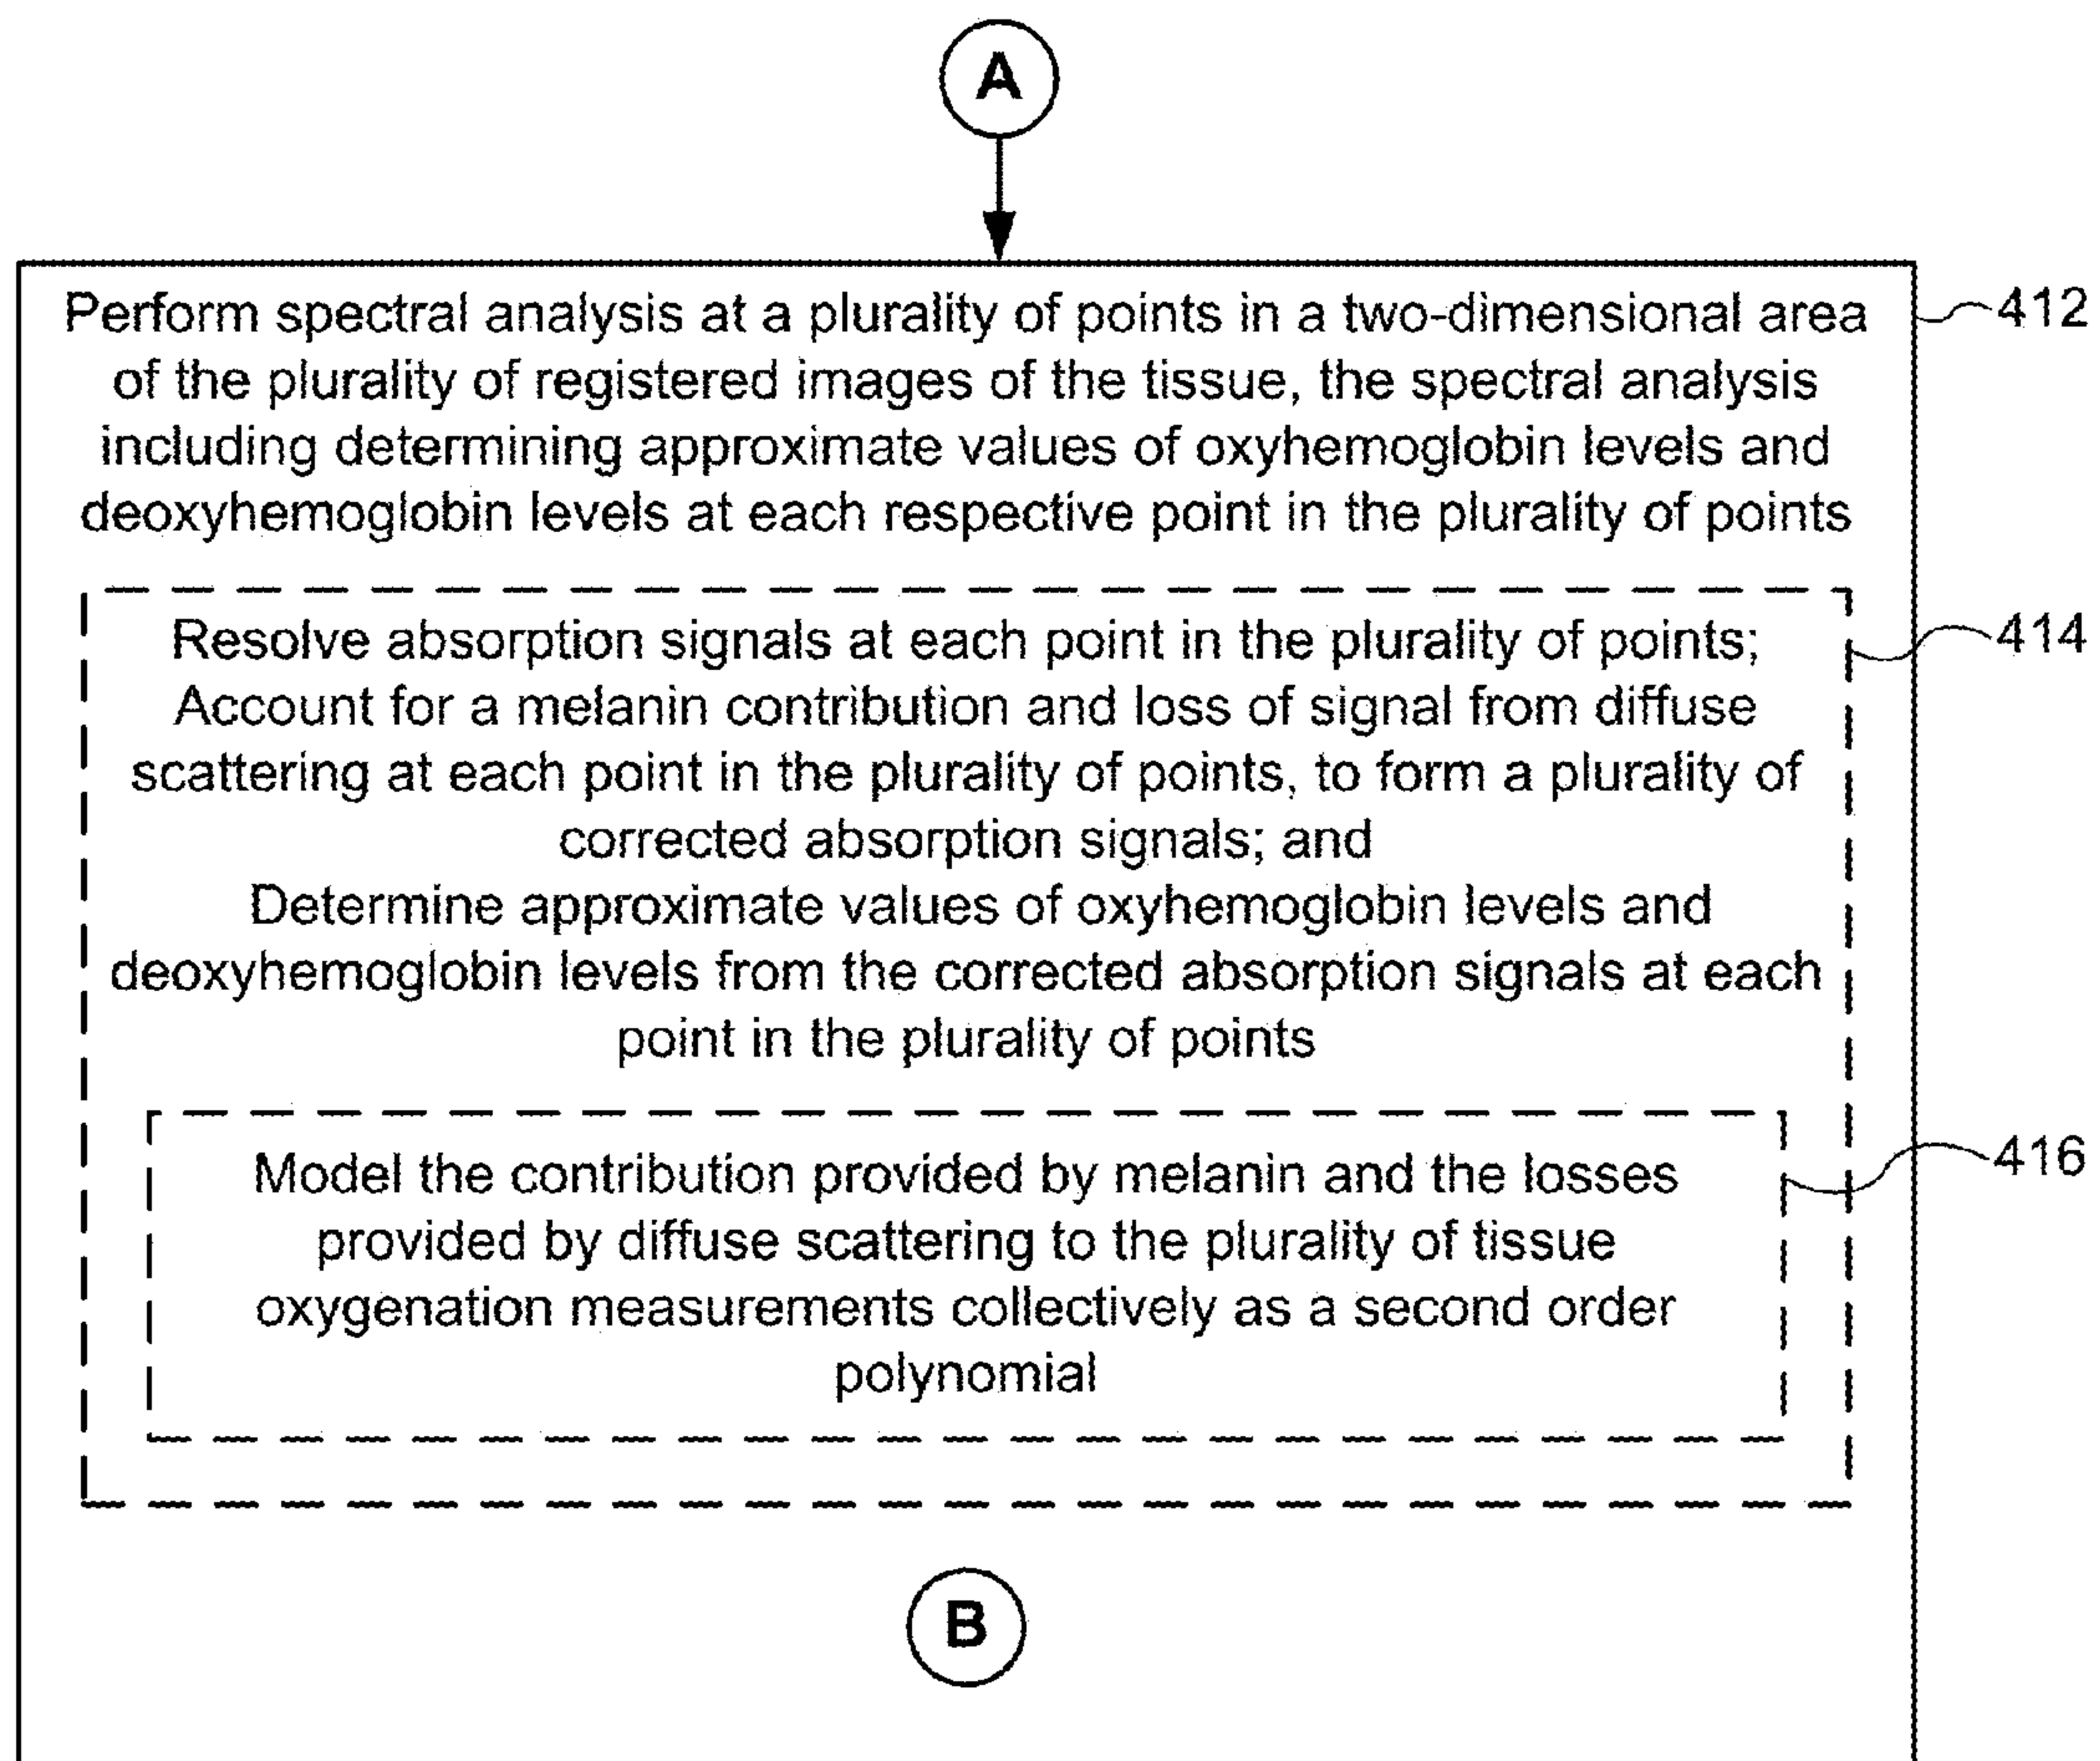 A
Perform spectral analysis at a plurality of points in a two-dimensional area
of the plurality of registered images of the tissue, the spectral analysis
including determining approximate values of oxyhemoglobin levels and
deoxyhemoglobin levels at each respective point in the plurality of points
412
Resolve absorption signals at each point in the plurality of points;
Account for a melanin contribution and loss of signal from diffuse
scattering at each point in the plurality of points, to form a plurality of
corrected absorption signals; and
Determine approximate values of oxyhemoglobin levels and
deoxyhemoglobin levels from the corrected absorption signals at each
point in the plurality of points
414
Model the contribution provided by melanin and the losses
provided by diffuse scattering to the plurality of tissue
oxygenation measurements collectively as a second order
polynomial
416
B